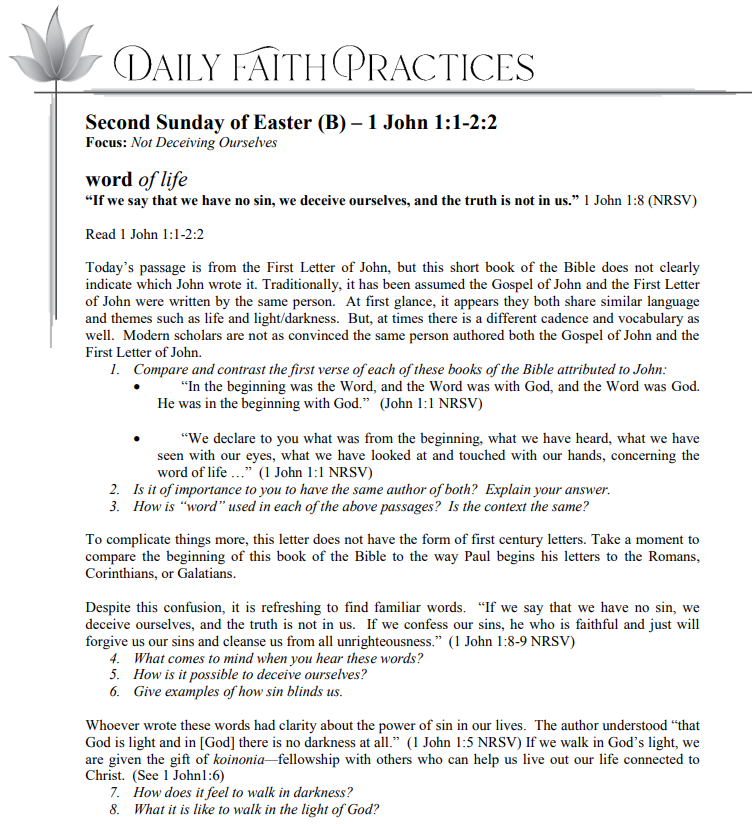 DAILY FAITH PRACTICES
Second Sunday of Easter (B) – 1 John 1:1-2:2
Focus: Not Deceiving Ourselves
word of life
“If we say that we have no sin, we deceive ourselves, and the truth is not in us.” 1 John 1:8 (NRSV)
Read 1 John 1:1-2:2
Today’s passage is from the First Letter of John, but this short book of the Bible does not clearly
indicate which John wrote it. Traditionally, it has been assumed the Gospel of John and the First Letter
of John were written by the same person. At first glance, it appears they both share similar language
and themes such as life and light/darkness. But, at times there is a different cadence and vocabulary as
well. Modern scholars are not as convinced the same person authored both the Gospel of John and the
First Letter of John.
1. Compare and contrast the first verse of each of these books of the Bible attributed to John:
• “In the beginning was the Word, and the Word was with God, and the Word was God.
He was in the beginning with God.” (John 1:1 NRSV)
• “We declare to you what was from the beginning, what we have heard, what we have
seen with our eyes, what we have looked at and touched with our hands, concerning the
word of life …” (1 John 1:1 NRSV)
2. Is it of importance to you to have the same author of both? Explain your answer.
3. How is “word” used in each of the above passages? Is the context the same?
To complicate things more, this letter does not have the form of first century letters. Take a moment to
compare the beginning of this book of the Bible to the way Paul begins his letters to the Romans,
Corinthians, or Galatians.
Despite this confusion, it is refreshing to find familiar words. “If we say that we have no sin, we
deceive ourselves, and the truth is not in us. If we confess our sins, he who is faithful and just will
forgive us our sins and cleanse us from all unrighteousness.” (1 John 1:8-9 NRSV)
4. What comes to mind when you hear these words?
5. How is it possible to deceive ourselves?
6. Give examples of how sin blinds us.
Whoever wrote these words had clarity about the power of sin in our lives. The author understood “that
God is light and in [God] there is no darkness at all.” (1 John 1:5 NRSV) If we walk in God’s light, we
are given the gift of koinonia—fellowship with others who can help us live out our life connected to
Christ. (See 1 John1:6)
7. How does it feel to walk in darkness?
8. What it is like to walk in the light of God?